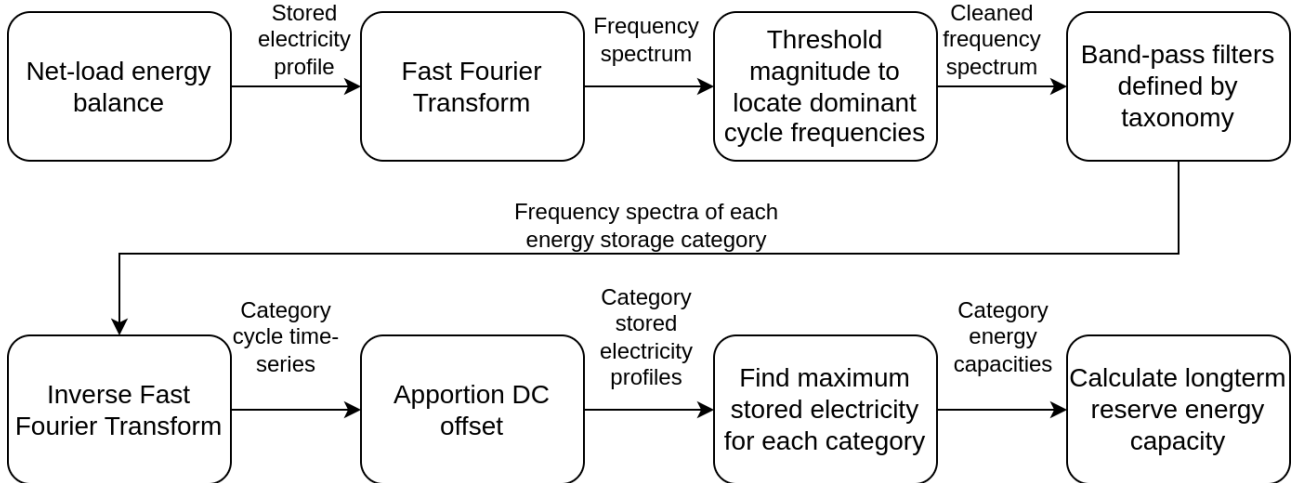 Net-load energy
balance
Stored
electricity
profile
Fast Fourier
Transform
Frequency
spectrum
Threshold
magnitude to
locate dominant
cycle frequencies
Cleaned
frequency
spectrum
Band-pass filters
defined by
taxonomy
Frequency spectra of each
energy storage category
Inverse Fast
Fourier Transform
Category
cycle time-
series
Apportion DC
offset
Category
stored
electricity
profiles
Find maximum
stored electricity
for each category
Category
energy
capacities
Calculate longterm
reserve energy
capacity